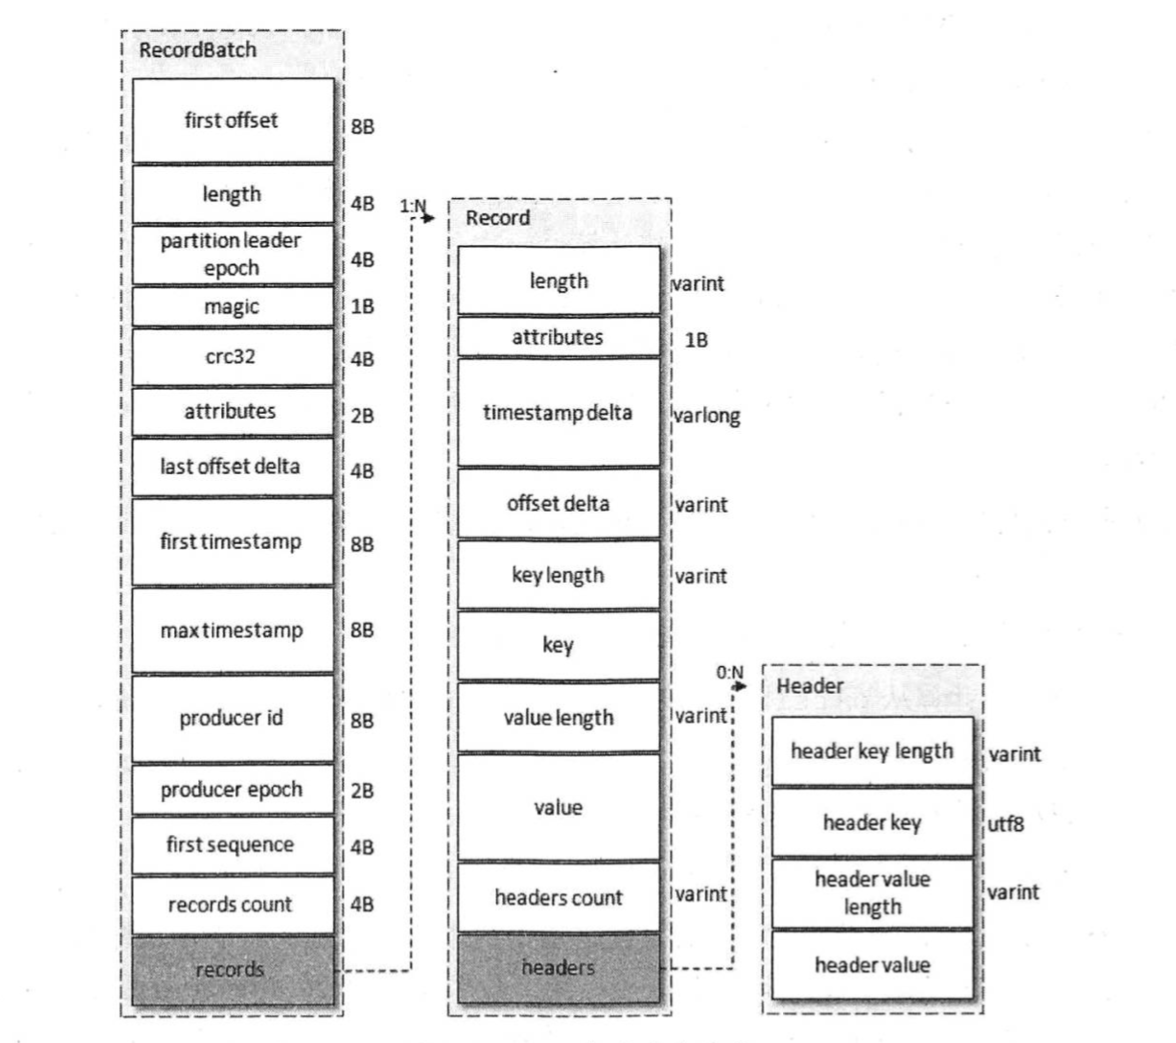 RecordBatch
first offset
8B
length
4B
partition leader
epoch
4B
magic
1B
crc32
4B
attributes
2B
last offset delta
4B
first timestamp
8B
max timestamp
8B
producer id
8B
producer epoch
2B
first sequence
4B
records count
4B
records
1:N
Record
length
varint
attributes
1B
timestamp delta
varlong
offset delta
varint
key length
varint
key
value length
varint
value
headers count
varint
headers
0:N
Header
header key length
varint
header key
utf8
header value
length
varint
header value